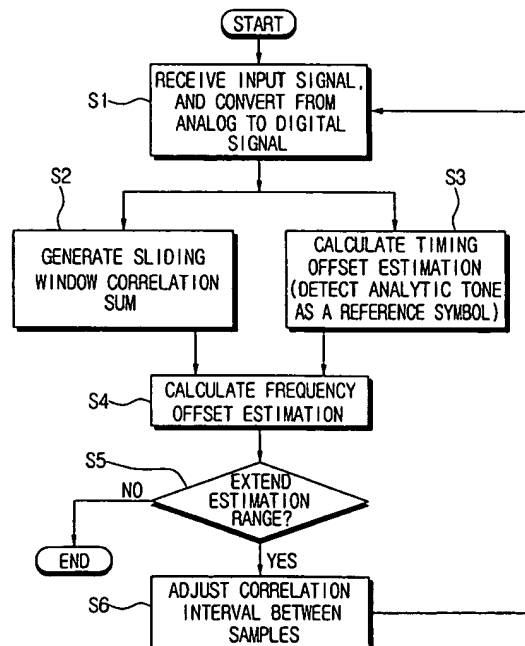 START
S1
RECEIVE INPUT SIGNAL,
AND CONVERT FROM
ANALOG TO DIGITAL
SIGNAL
S2
GENERATE SLIDING
WINDOW CORRELATION
SUM
S3
CALCULATE TIMING
OFFSET ESTIMATION
(DETECT ANALYTIC TONE
AS A REFERENCE SYMBOL)
S4
CALCULATE FREQUENCY
OFFSET ESTIMATION
S5
EXTEND
ESTIMATION
RANGE?
NO
END
YES
S6
ADJUST CORRELATION
INTERVAL BETWEEN
SAMPLES